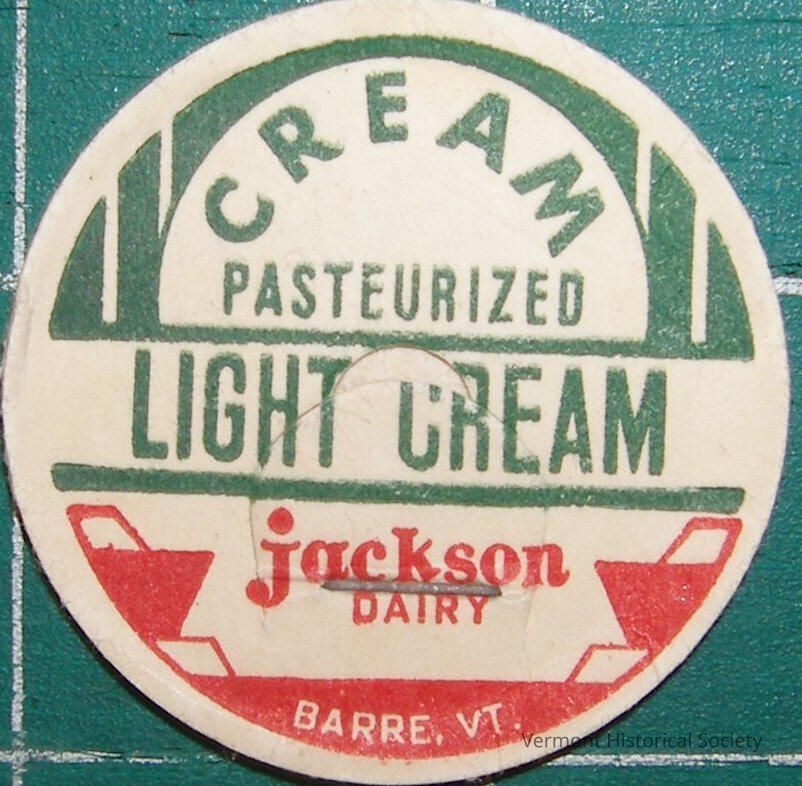 CREAM
PASTEURIZED
LIGHT CREAM
jackson
DAIRY
BARRE, VT.
Vermont Historical Society